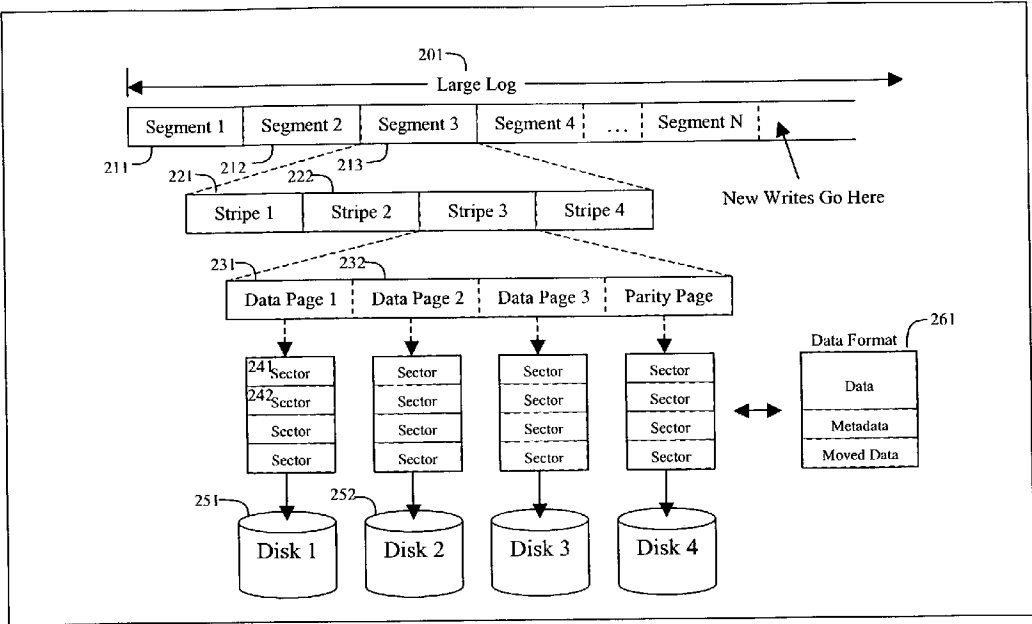 201
Large Log
Segment 1 Segment 2 Segment 3 Segment 4 ... Segment N
211 212 213
New Writes Go Here
221 222
Stripe 1 Stripe 2 Stripe 3 Stripe 4
231 232
Data Page 1 Data Page 2 Data Page 3 Parity Page
261
Data Format
241 Sector Sector Sector Sector
242 Sector Sector Sector Sector
Sector Sector Sector Sector
Sector Sector Sector Sector
Data
Metadata
Moved Data
251 252
Disk 1 Disk 2 Disk 3 Disk 4